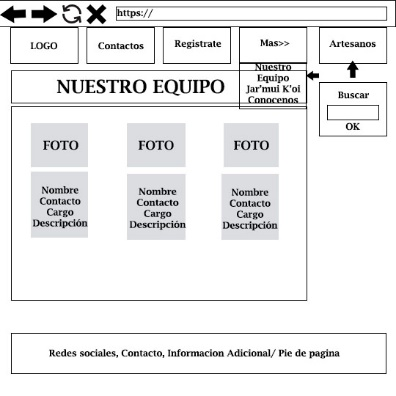 https://
LOGO
Contactos
Registrate
Mas>>
Artesanos
Nuestro
Equipo
Jar'mui K'oi
Conocenos
Buscar
OK
NUESTRO EQUIPO
FOTO
FOTO
FOTO
Nombre
Contacto
Cargo
Descripción
Nombre
Contacto
Cargo
Descripción
Nombre
Contacto
Cargo
Descripción
Redes sociales, Contacto, Informacion Adicional/ Pie de pagina